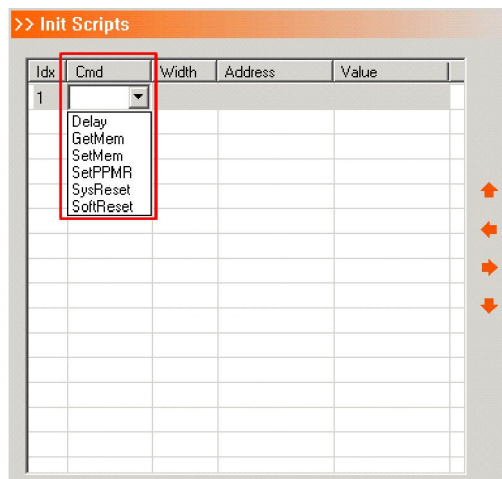 >> Init Scripts
Idx Cmd Width Address Value
1
Delay
GetMem
SetMem
SetPPMR
SysReset
SoftReset